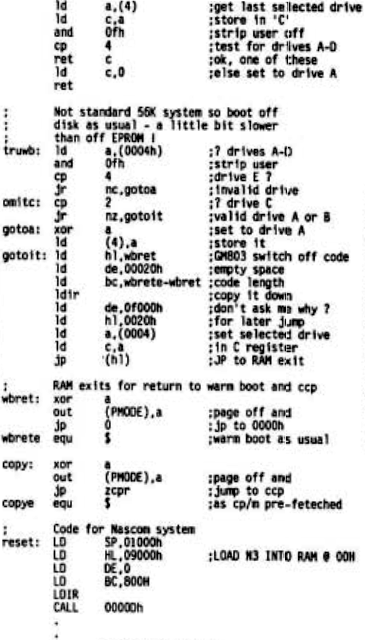 ld a,(4) ;get last sellected drive
ld c,a ;store in 'C'
and 0fh ;strip user off
cp 4 ;test for drives A-D
ret c ;ok, one of these
ld c,0 ;else set to drive A
ret
; Not standard 56K system so boot off
; disk as usual - a little bit slower
; than off EPROM !
truwb: ld a,(0004h) ;? drives A-D
and 0fh ;strip user
cp 4 ;drive E ?
jr nc,gotoa ;invalid drive
omitc: cp 2 ;? drive C
jr nz,gotoit ;valid drive A or B
gotoa: xor a ;set to drive A
ld (4),a ;store it
gotoit: ld hl,wbret ;GM803 switch off code
ld de,00020h ;empty space
ld bc,wbrete-wbret ;code length
ldir ;copy it down
ld de,0f000h ;don't ask me why ?
ld hl,0020h ;for later jump
ld a,(0004) ;set selected drive
ld c,a ;in C register
jp (hl) ;JP to RAM exit
; RAM exits for return to warm boot and ccp
wbret: xor a
out (PMODE),a ;page off and
jp 0 ;jp to 0000h
wbrete equ $ ;warm boot as usual
copy: xor a
out (PMODE),a ;page off and
jp zcpr ;jump to ccp
copye equ $ ;as cp/m pre-feteched
; Code for Nascom system
reset: LD SP,01000h
LD HL,09000h ;LOAD N3 INTO RAM @ 00H
LD DE,0
LD BC,800H
LDIR
CALL 00000h
.
.